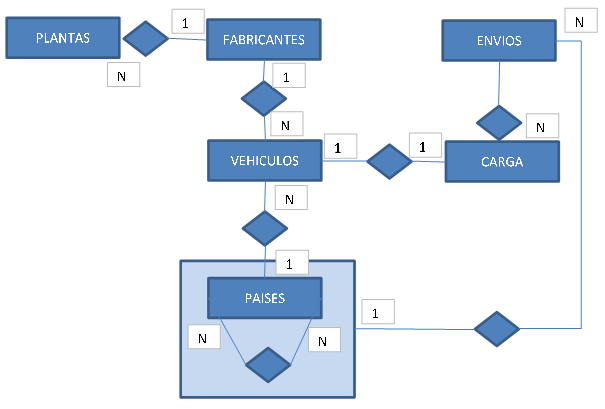 PLANTAS
1
FABRICANTES
N
ENVIOS
N
1
N
N
VEHICULOS
1
1
CARGA
N
1
PAISES
1
N
N